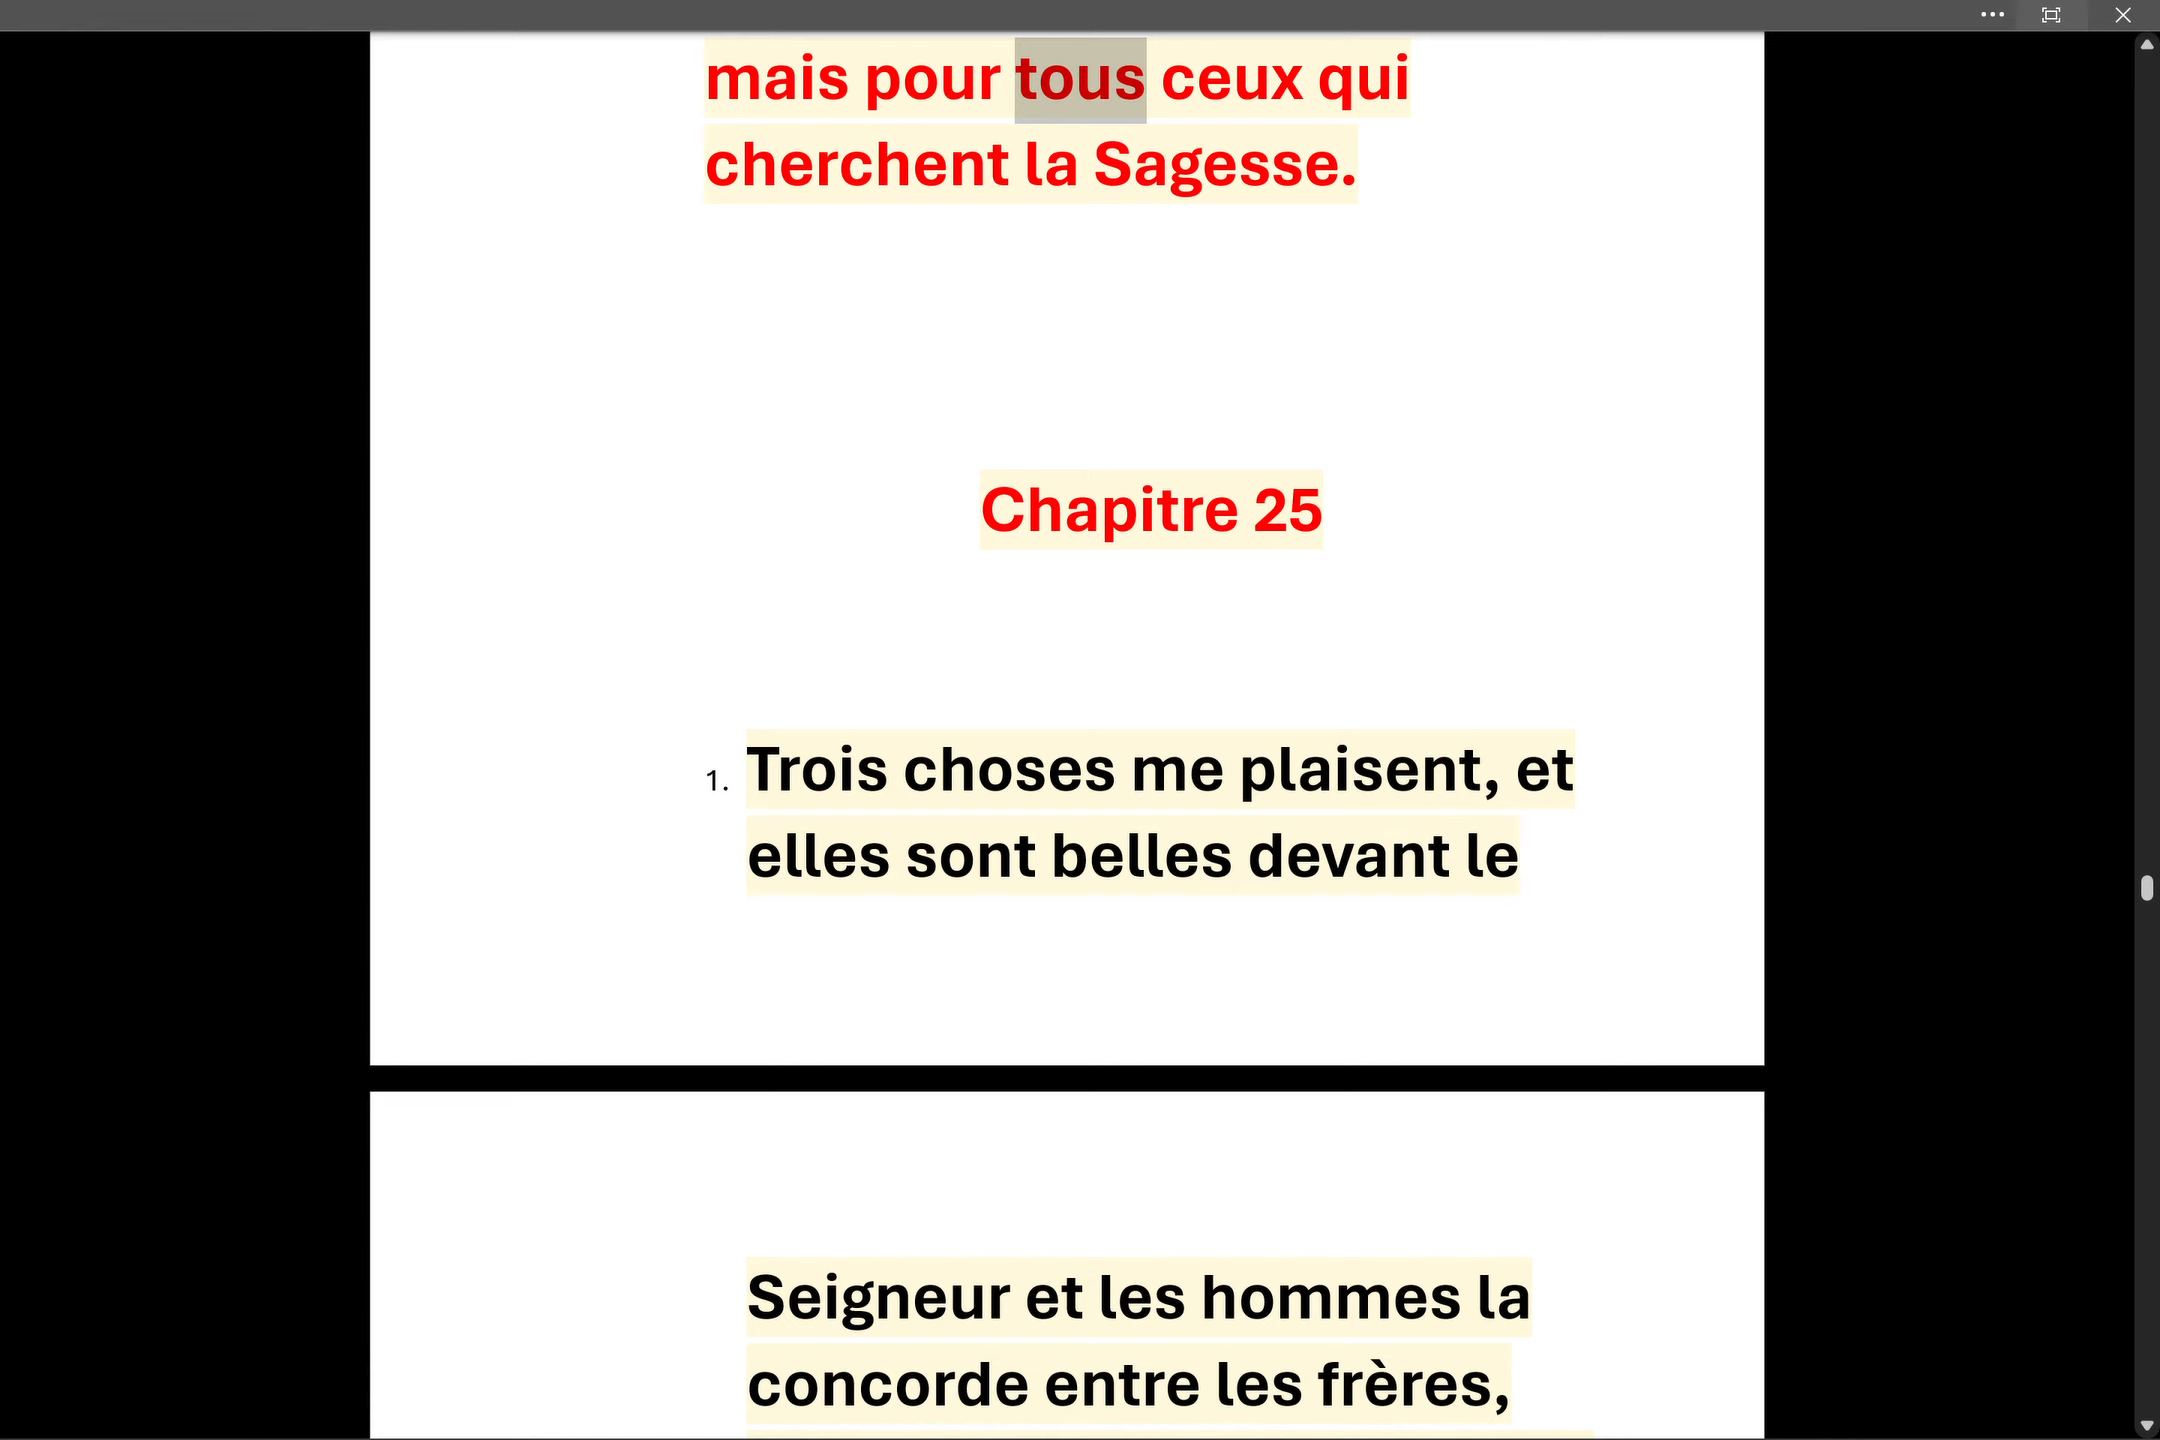 mais pour tous ceux qui
cherchent la Sagesse.
Chapitre 25
1. Trois choses me plaisent, et
elles sont belles devant le
Seigneur et les hommes la
concorde entre les frères,